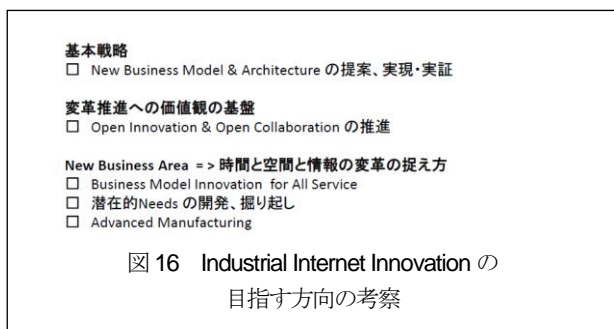 基本戦略
□ New Business Model & Architecture の提案、実現・実証
変革推進への価値観の基盤
□ Open Innovation & Open Collaboration の推進
New Business Area => 時間と空間と情報の変革の捉え方
□ Business Model Innovation for All Service
□ 潜在的Needs の開発、掘り起し
□ Advanced Manufacturing
図 16 Industrial Internet Innovation の
目指す方向の考察